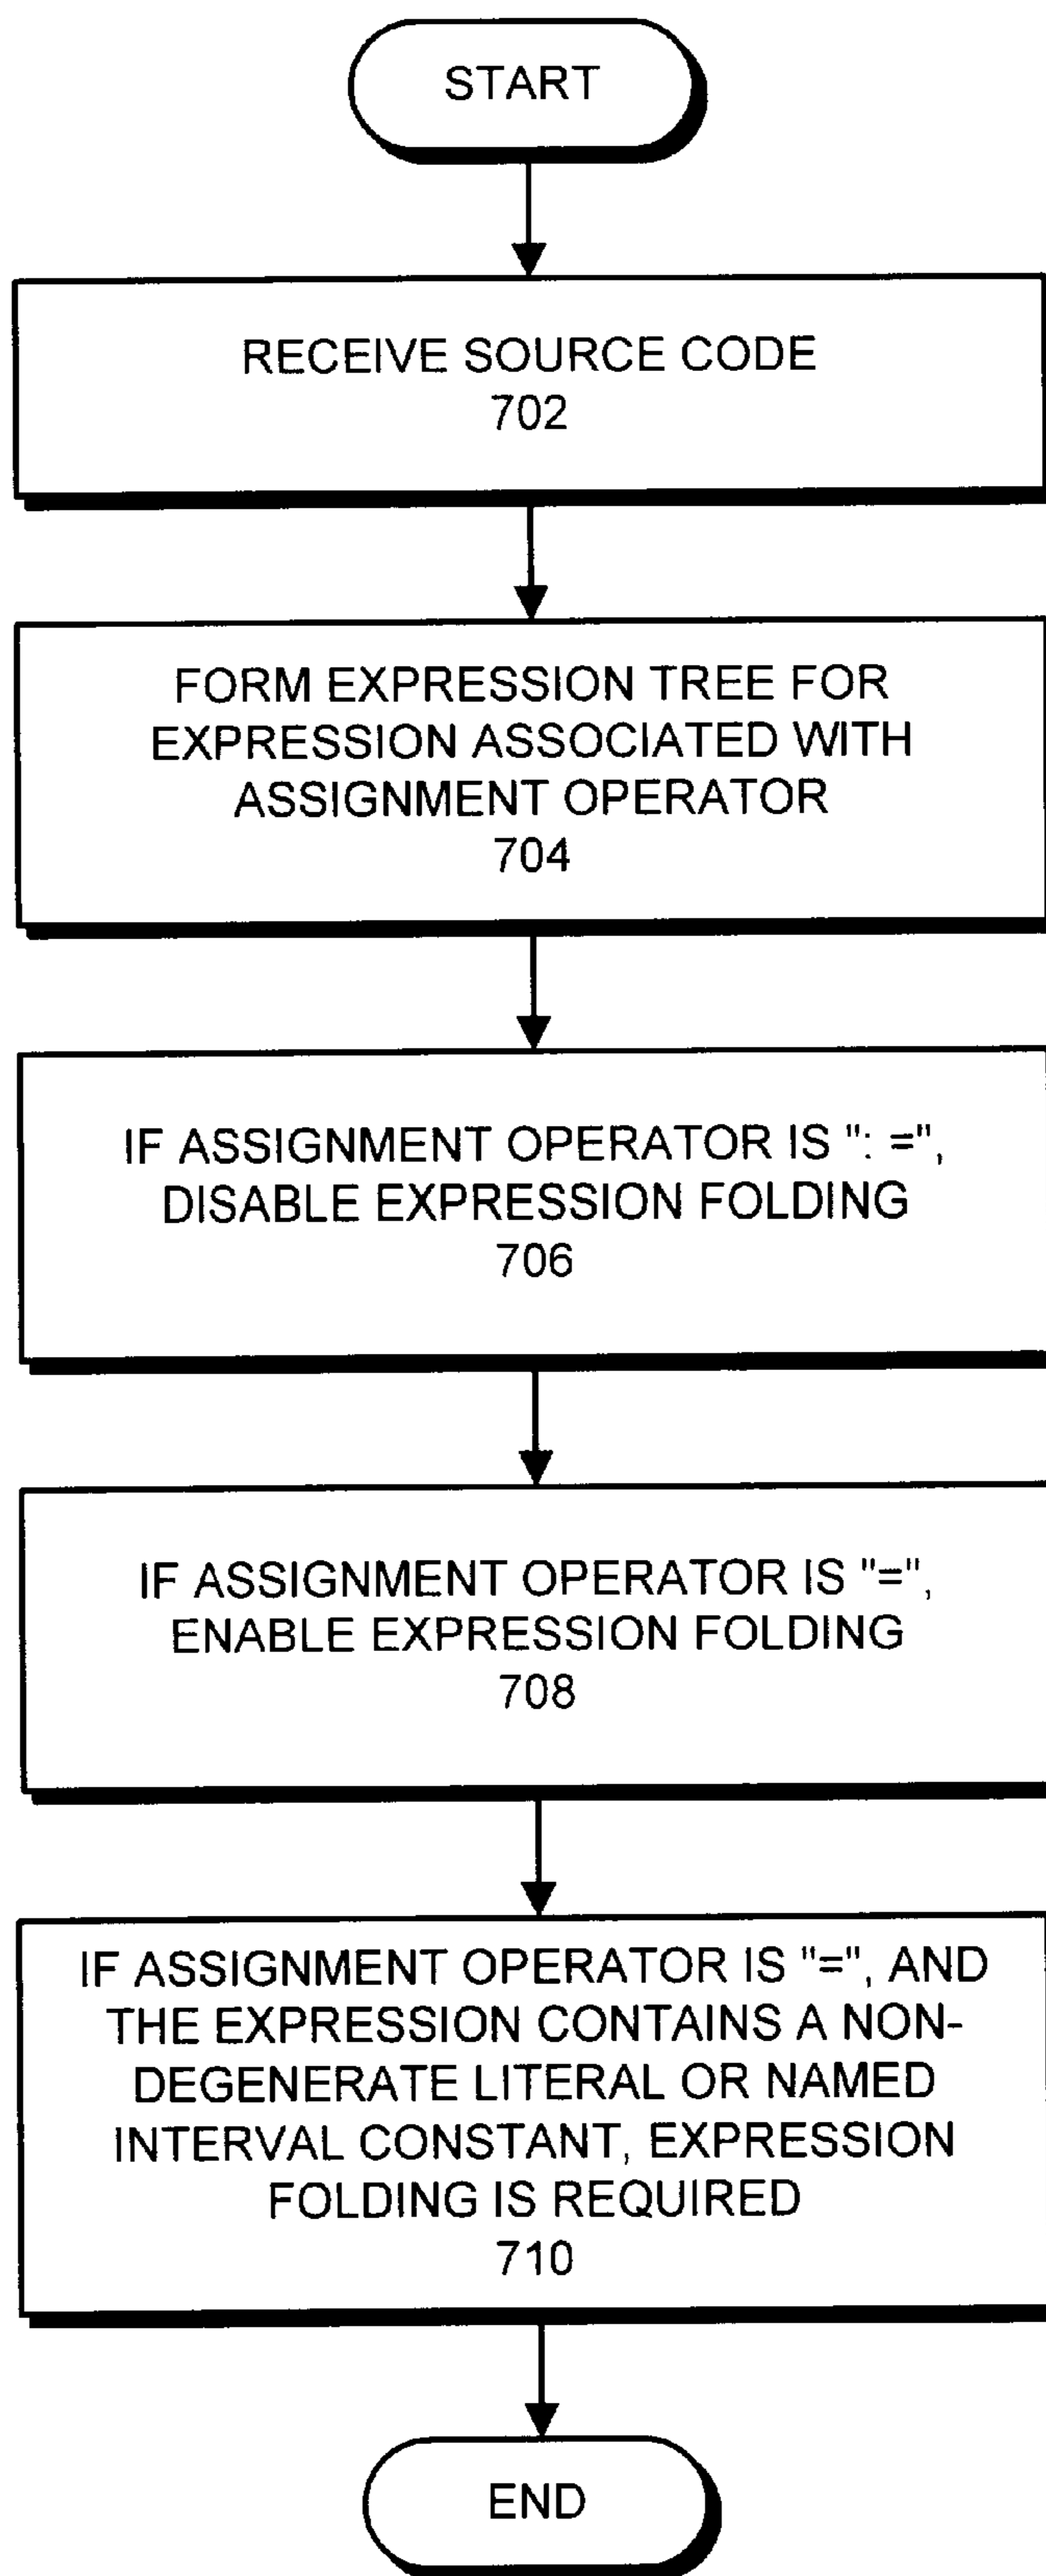 START
RECEIVE SOURCE CODE
702
FORM EXPRESSION TREE FOR
EXPRESSION ASSOCIATED WITH
ASSIGNMENT OPERATOR
704
IF ASSIGNMENT OPERATOR IS ": =",
DISABLE EXPRESSION FOLDING
706
IF ASSIGNMENT OPERATOR IS "=",
ENABLE EXPRESSION FOLDING
708
IF ASSIGNMENT OPERATOR IS "=", AND
THE EXPRESSION CONTAINS A NON-
DEGENERATE LITERAL OR NAMED
INTERVAL CONSTANT, EXPRESSION
FOLDING IS REQUIRED
710
END